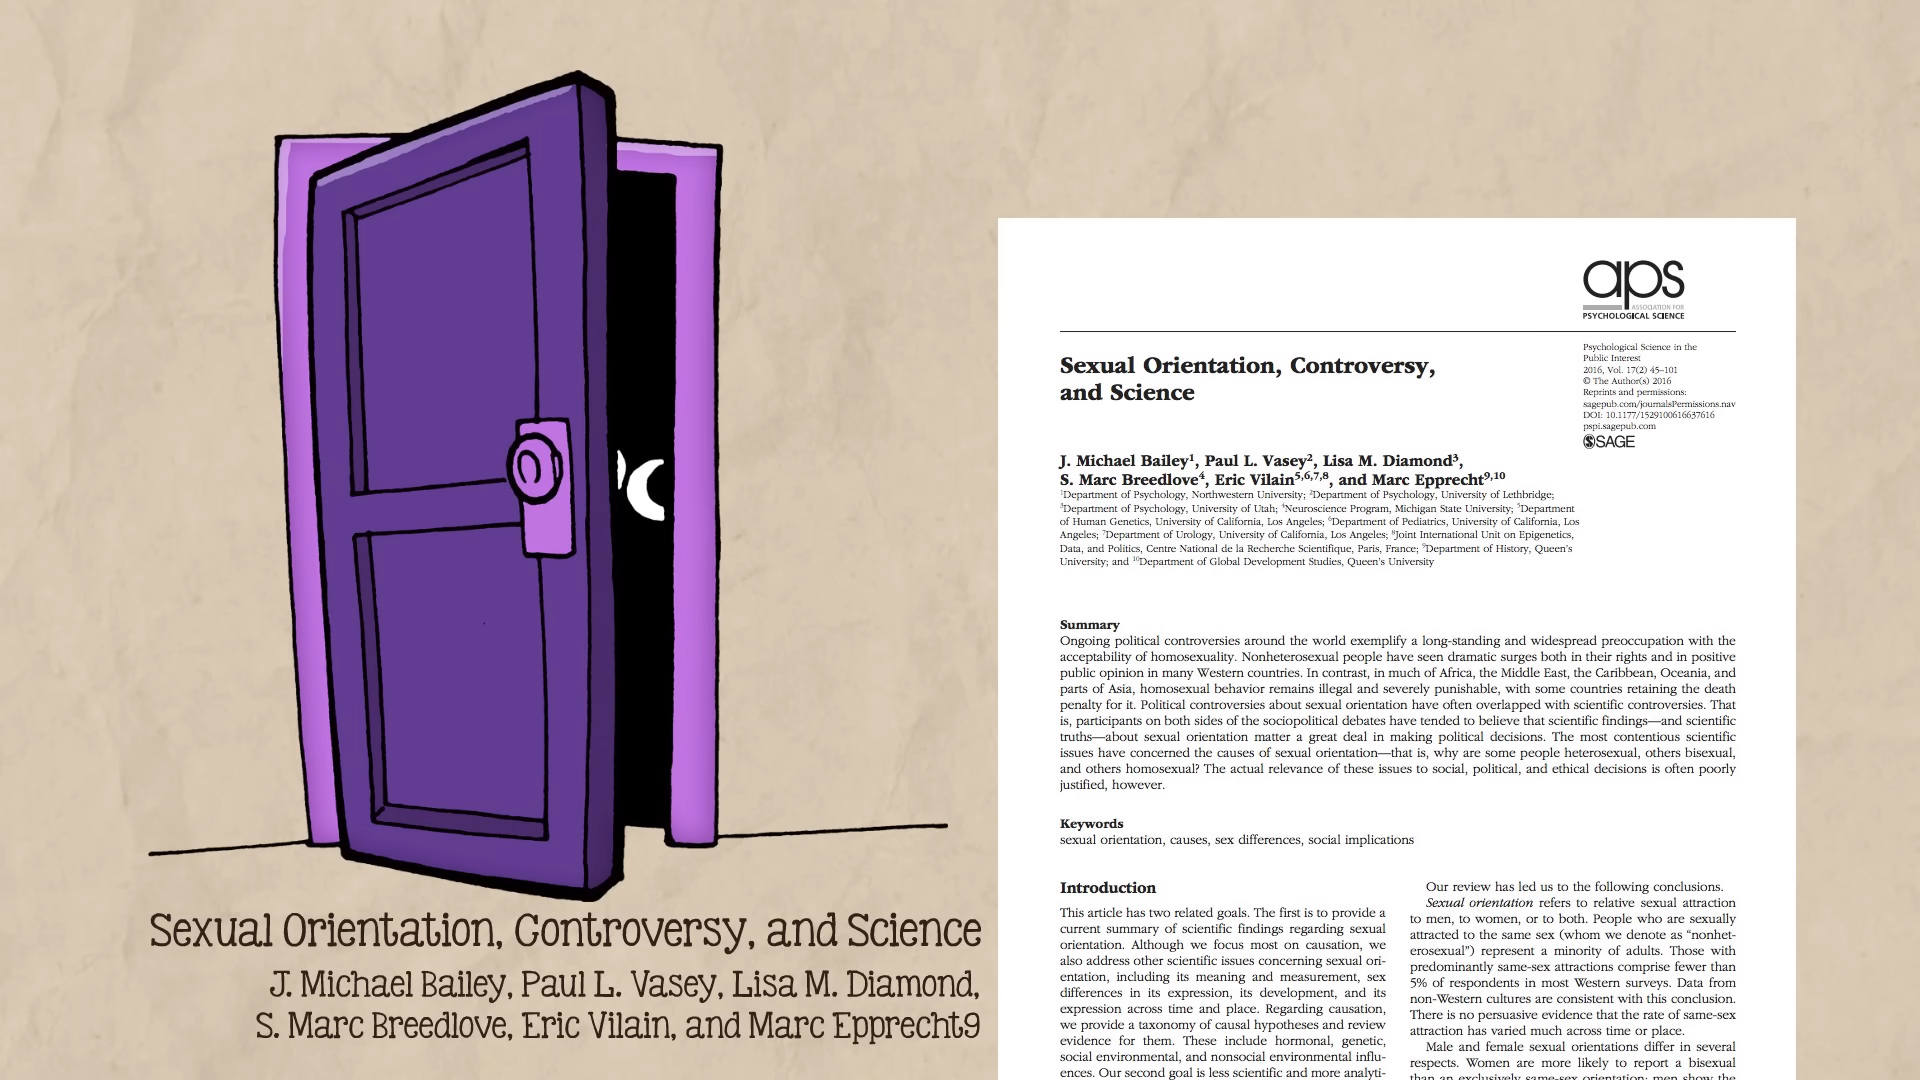 Sexual Orientation, Controversy, and Science
J. Michael Bailey, Paul L. Vasey, Lisa M. Diamond,
S. Marc Breedlove, Eric Vilain, and Marc Epprecht9
aps
ASSOCIATION FOR
PSYCHOLOGICAL SCIENCE
Psychological Science in the
Public Interest
2016, Vol. 17(2) 45–101
© The Author(s) 2016
Reprints and permissions:
sagepub.com/journalsPermissions.nav
DOI: 10.1177/1529100616637616
pspi.sagepub.com
SAGE
Sexual Orientation, Controversy,
and Science
J. Michael Bailey1, Paul L. Vasey2, Lisa M. Diamond3,
S. Marc Breedlove4, Eric Vilain5,6,7,8, and Marc Epprecht9,10
1Department of Psychology, Northwestern University; 2Department of Psychology, University of Lethbridge;
3Department of Psychology, University of Utah; 4Neuroscience Program, Michigan State University; 5Department
of Human Genetics, University of California, Los Angeles; 6Department of Pediatrics, University of California, Los
Angeles; 7Department of Urology, University of California, Los Angeles; 8Joint International Unit on Epigenetics,
Data, and Politics, Centre National de la Recherche Scientifique, Paris, France; 9Department of History, Queen's
University; and 10Department of Global Development Studies, Queen's University
Summary
Ongoing political controversies around the world exemplify a long-standing and widespread preoccupation with the
acceptability of homosexuality. Nonheterosexual people have seen dramatic surges both in their rights and in positive
public opinion in many Western countries. In contrast, in much of Africa, the Middle East, the Caribbean, Oceania, and
parts of Asia, homosexual behavior remains illegal and severely punishable, with some countries retaining the death
penalty for it. Political controversies about sexual orientation have often overlapped with scientific controversies. That
is, participants on both sides of the sociopolitical debates have tended to believe that scientific findings—and scientific
truths—about sexual orientation matter a great deal in making political decisions. The most contentious scientific
issues have concerned the causes of sexual orientation—that is, why are some people heterosexual, others bisexual,
and others homosexual? The actual relevance of these issues to social, political, and ethical decisions is often poorly
justified, however.
Keywords
sexual orientation, causes, sex differences, social implications
Introduction
This article has two related goals. The first is to provide a
current summary of scientific findings regarding sexual
orientation. Although we focus most on causation, we
also address other scientific issues concerning sexual ori-
entation, including its meaning and measurement, sex
differences in its expression, its development, and its
expression across time and place. Regarding causation,
we provide a taxonomy of causal hypotheses and review
evidence for them. These include hormonal, genetic,
social environmental, and nonsocial environmental influ-
ences. Our second goal is less scientific and more analyti-
Our review has led us to the following conclusions.
Sexual orientation refers to relative sexual attraction
to men, to women, or to both. People who are sexually
attracted to the same sex (whom we denote as “nonhet-
erosexual”) represent a minority of adults. Those with
predominantly same-sex attractions comprise fewer than
5% of respondents in most Western surveys. Data from
non-Western cultures are consistent with this conclusion.
There is no persuasive evidence that the rate of same-sex
attraction has varied much across time or place.
Male and female sexual orientations differ in several
respects. Women are more likely to report a bisexual
than an exclusively same-sex orientation; men show the